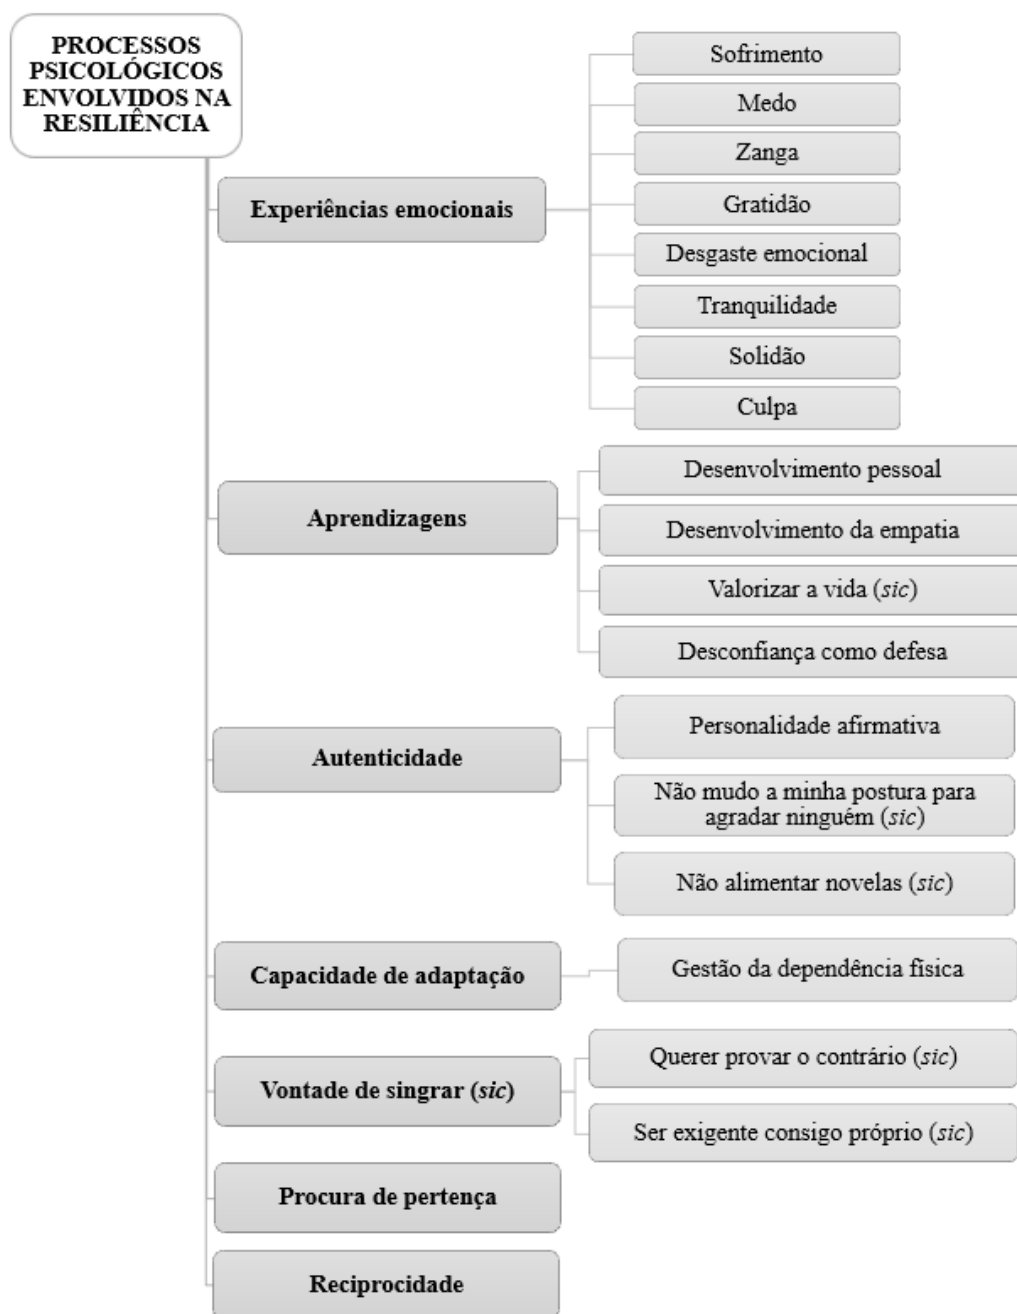 PROCESSOS
PSICOLÓGICOS
ENVOLVIDOS NA
RESILIÊNCIA
Experiências emocionais
Sofrimento
Medo
Zanga
Gratidão
Desgaste emocional
Tranquilidade
Solidão
Culpa
Aprendizagens
Desenvolvimento pessoal
Desenvolvimento da empatia
Valorizar a vida (sic)
Desconfiança como defesa
Autenticidade
Personalidade afirmativa
Não mudo a minha postura para
agradar ninguém (sic)
Não alimentar novelas (sic)
Capacidade de adaptação
Gestão da dependência física
Vontade de singrar (sic)
Querer provar o contrário (sic)
Ser exigente consigo próprio (sic)
Procura de pertença
Reciprocidade